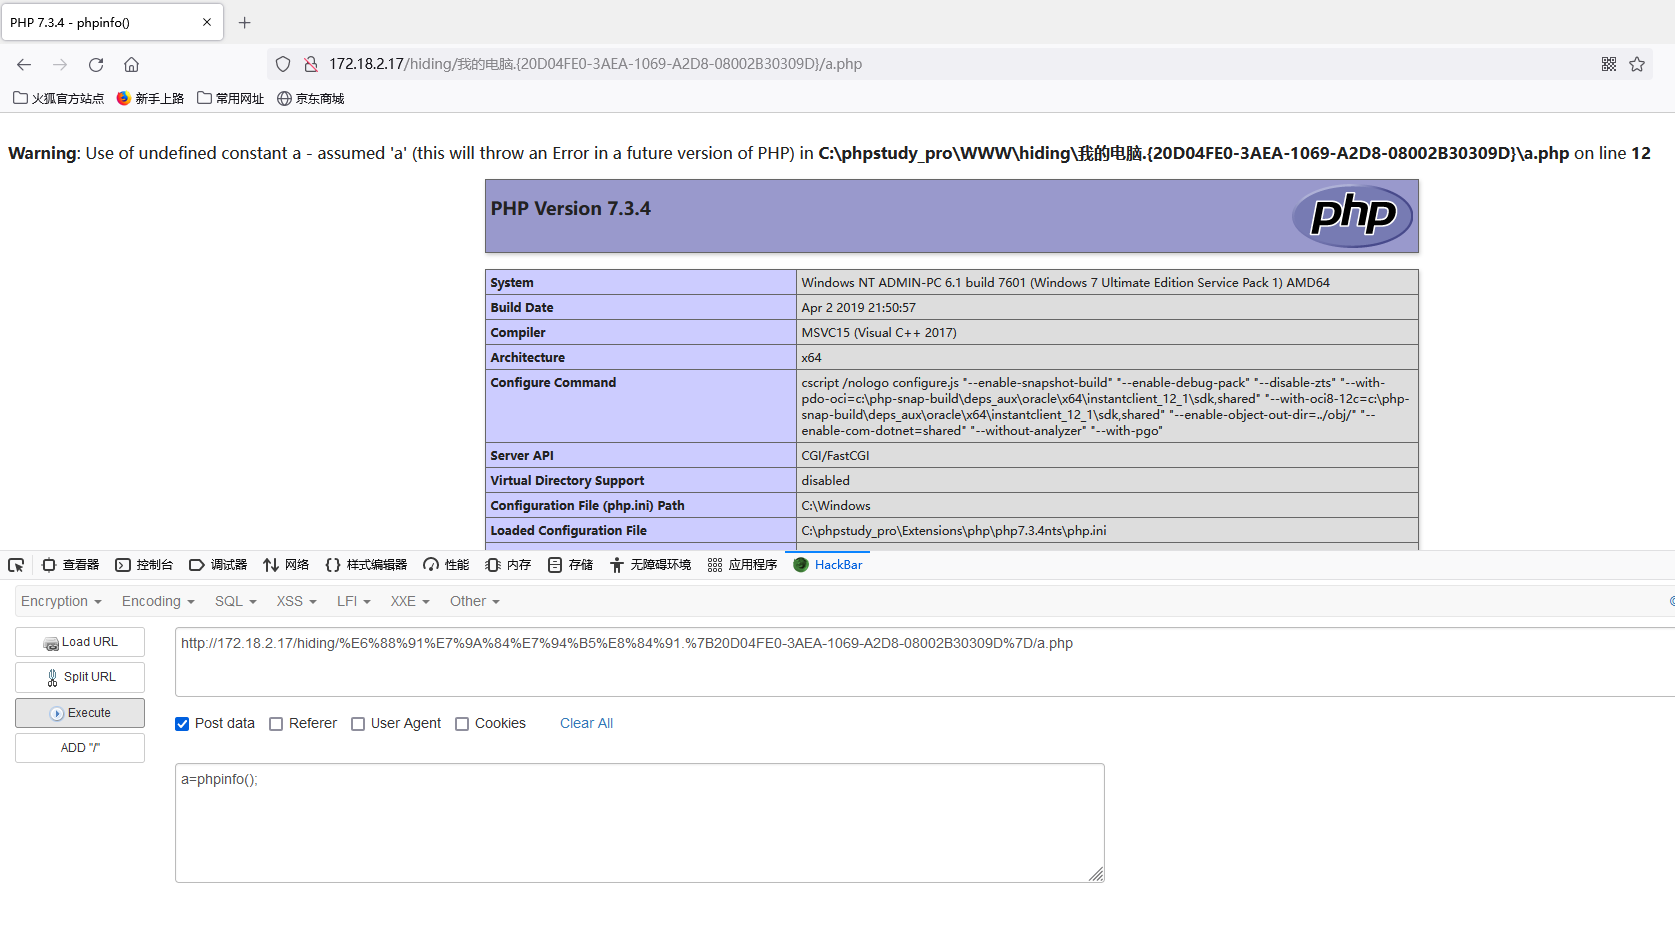 PHP 7.3.4 - phpinfo()
172.18.2.17/hiding/我的电脑.{20D04FE0-3AEA-1069-A2D8-08002B30309D}/a.php
火狐官方站点 新手上路 常用网址 京东商城
Warning: Use of undefined constant a - assumed 'a' (this will throw an Error in a future version of PHP) in C:\phpstudy_pro\WWW\hiding\我的电脑.{20D04FE0-3AEA-1069-A2D8-08002B30309D}\a.php on line 12
PHP Version 7.3.4
php
System Windows NT ADMIN-PC 6.1 build 7601 (Windows 7 Ultimate Edition Service Pack 1) AMD64
Build Date Apr 2 2019 21:50:57
Compiler MSVC15 (Visual C++ 2017)
Architecture x64
Configure Command cscript /nologo configure.js "--enable-snapshot-build" "--enable-debug-pack" "--disable-zts" "--with-
pdo-oci=c:\php-snap-build\deps_aux\oracle\x64\instantclient_12_1\sdk,shared" "--with-oci8-12c=c:\php-
snap-build\deps_aux\oracle\x64\instantclient_12_1\sdk,shared" "--enable-object-out-dir=../obj/" "--
enable-com-dotnet=shared" "--without-analyzer" "--with-pgo"
Server API CGI/FastCGI
Virtual Directory Support disabled
Configuration File (php.ini) Path C:\Windows
Loaded Configuration File C:\phpstudy_pro\Extensions\php\php7.3.4nts\php.ini
查看器 控制台 调试器 网络 样式编辑器 性能 内存 存储 无障碍环境 应用程序 HackBar
Encryption Encoding SQL XSS LFI XXE Other
Load URL
http://172.18.2.17/hiding/%E6%88%91%E7%9A%84%E7%94%B5%E8%84%91.%7B20D04FE0-3AEA-1069-A2D8-08002B30309D%7D/a.php
Split URL
Execute
Post data Referer User Agent Cookies Clear All
ADD "/"
a=phpinfo();